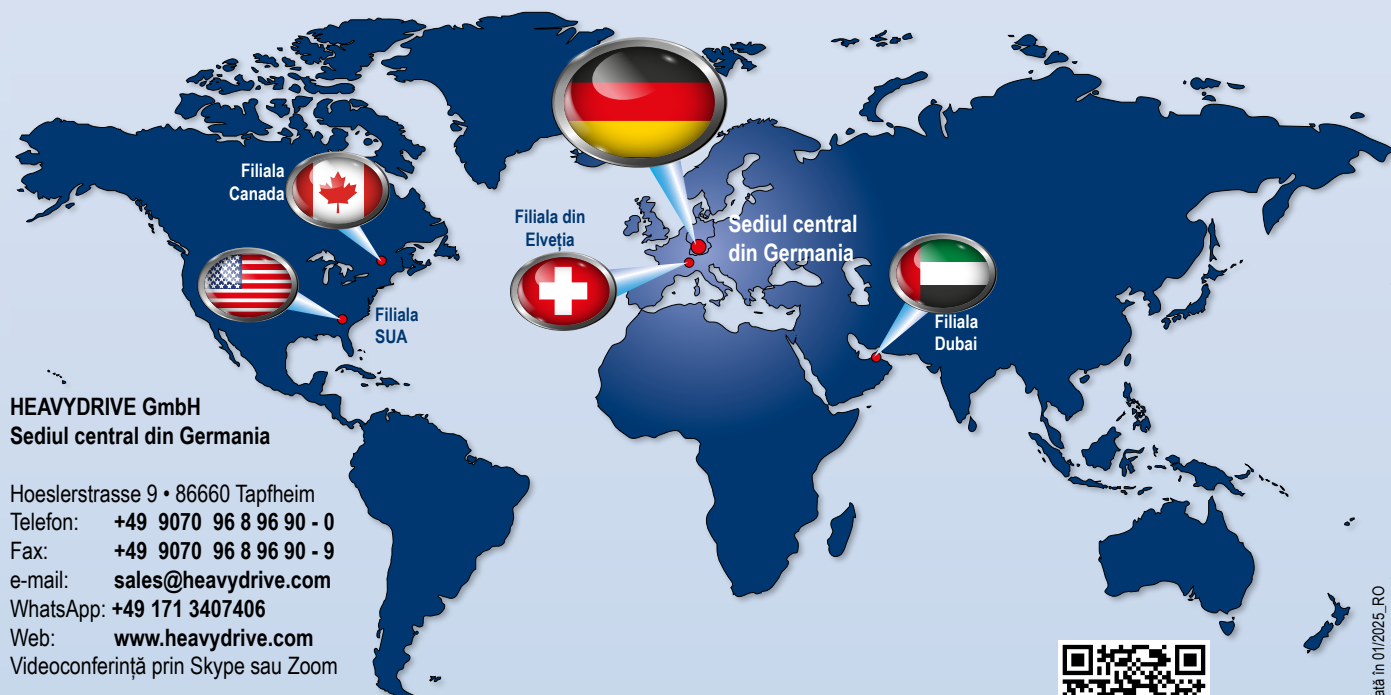 Filiala
Canada
Filiala
SUA
Filiala din
Elveția
Sediul central
din Germania
Filiala
Dubai
HEAVYDRIVE GmbH
Sediul central din Germania
Hoeslerstrasse 9 • 86660 Tapfheim
Telefon: +49 9070 96 8 96 90 - 0
Fax: +49 9070 96 8 96 90 - 9
e-mail: sales@heavydrive.com
WhatsApp: +49 171 3407406
Web: www.heavydrive.com
Videoconferință prin Skype sau Zoom
în 01/2025_RO